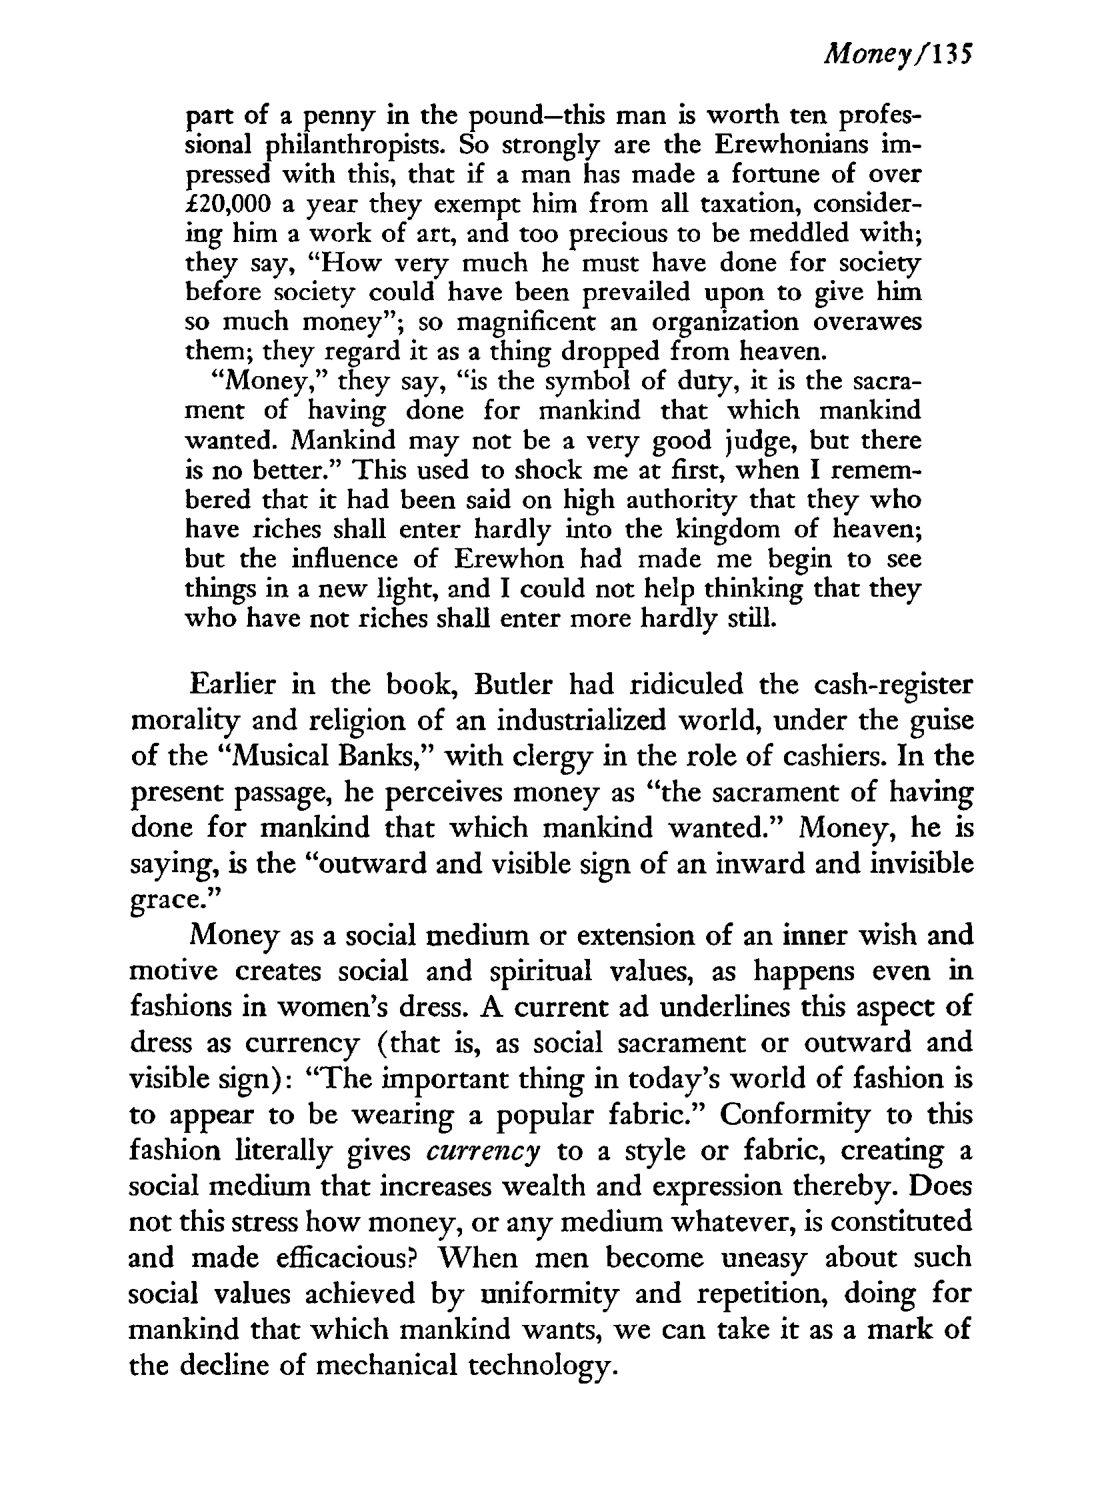 Money/135
part of a penny in the pound—this man is worth ten profes-
sional philanthropists. So strongly are the Erewhonians im-
pressed with this, that if a man has made a fortune of over
£20,000 a year they exempt him from all taxation, consider-
ing him a work of art, and too precious to be meddled with;
they say, “How very much he must have done for society
before society could have been prevailed upon to give him
so much money”; so magnificent an organization overawes
them; they regard it as a thing dropped from heaven.
“Money,” they say, “is the symbol of duty, it is the sacra-
ment of having done for mankind that which mankind
wanted. Mankind may not be a very good judge, but there
is no better.” This used to shock me at first, when I remem-
bered that it had been said on high authority that they who
have riches shall enter hardly into the kingdom of heaven;
but the influence of Erewhon had made me begin to see
things in a new light, and I could not help thinking that they
who have not riches shall enter more hardly still.
Earlier in the book, Butler had ridiculed the cash-register
morality and religion of an industrialized world, under the guise
of the “Musical Banks,” with clergy in the role of cashiers. In the
present passage, he perceives money as “the sacrament of having
done for mankind that which mankind wanted.” Money, he is
saying, is the “outward and visible sign of an inward and invisible
grace.”
Money as a social medium or extension of an inner wish and
motive creates social and spiritual values, as happens even in
fashions in women’s dress. A current ad underlines this aspect of
dress as currency (that is, as social sacrament or outward and
visible sign): “The important thing in today’s world of fashion is
to appear to be wearing a popular fabric.” Conformity to this
fashion literally gives currency to a style or fabric, creating a
social medium that increases wealth and expression thereby. Does
not this stress how money, or any medium whatever, is constituted
and made efficacious? When men become uneasy about such
social values achieved by uniformity and repetition, doing for
mankind that which mankind wants, we can take it as a mark of
the decline of mechanical technology.